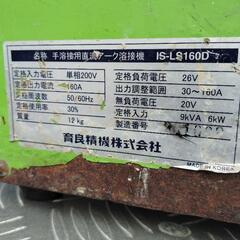 名称 手溶接用直流アーク溶接機 IS-LS160D
定格入力電圧 単相200V 定格負荷電圧 26V
定格出力電流 160A 出力調整範囲 30～160A
定格周波数 50/60Hz 無負荷電圧 20V
定格使用率 30% 定格入力 9kVA 6kW
質量 12kg 製造番号
育良精機株式会社
MADE IN KOREA